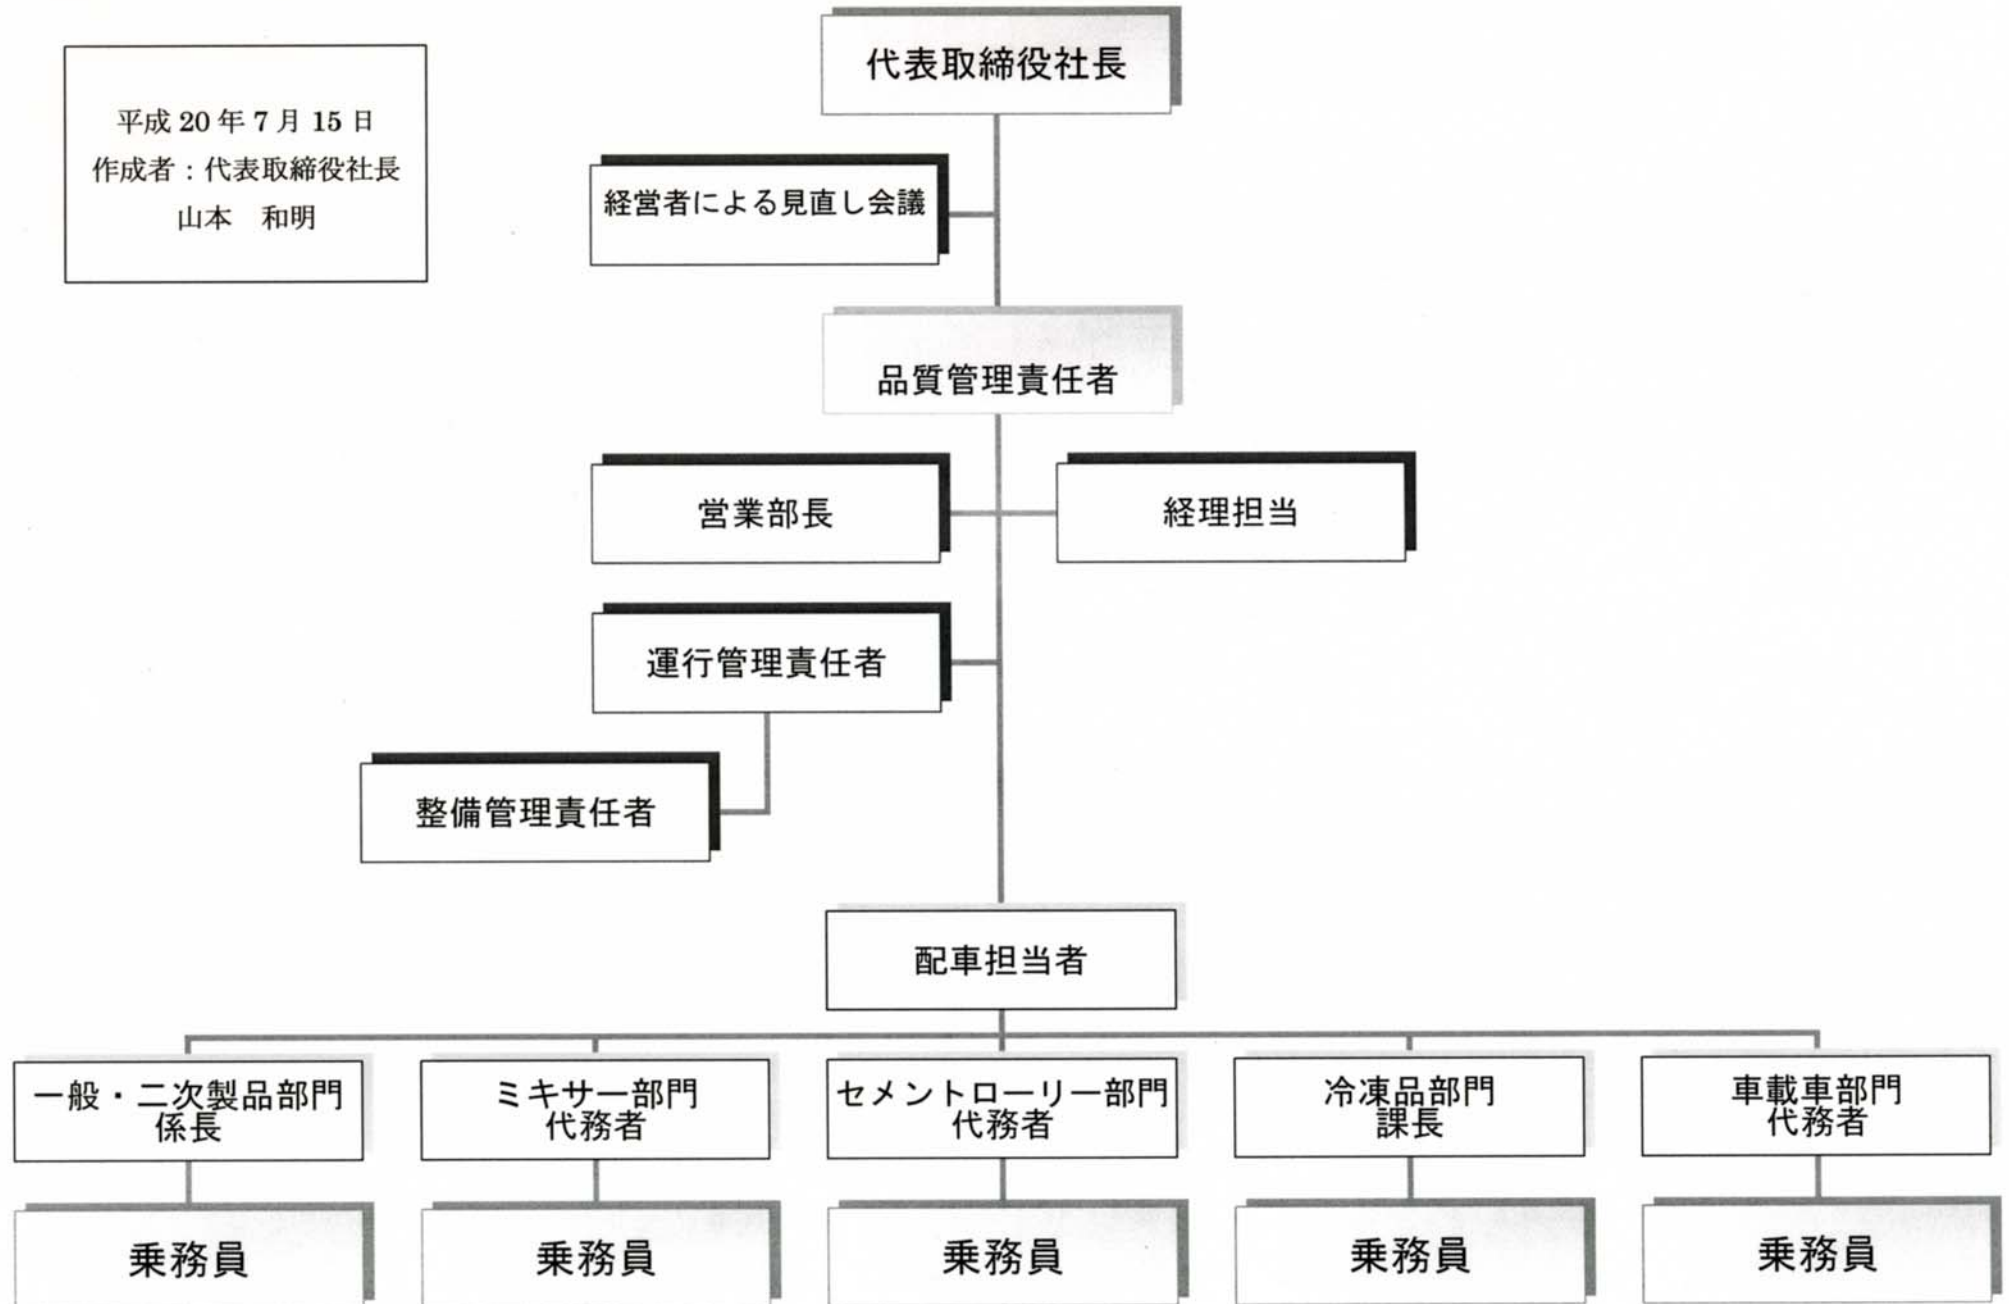 平成20年7月15日
作成者：代表取締役社長
山本　和明
代表取締役社長
経営者による見直し会議
品質管理責任者
営業部長
経理担当
運行管理責任者
整備管理責任者
配車担当者
一般・二次製品部門
係長
ミキサー部門
代務者
セメントローリー部門
代務者
冷凍品部門
課長
車載車部門
代務者
乗務員
乗務員
乗務員
乗務員
乗務員